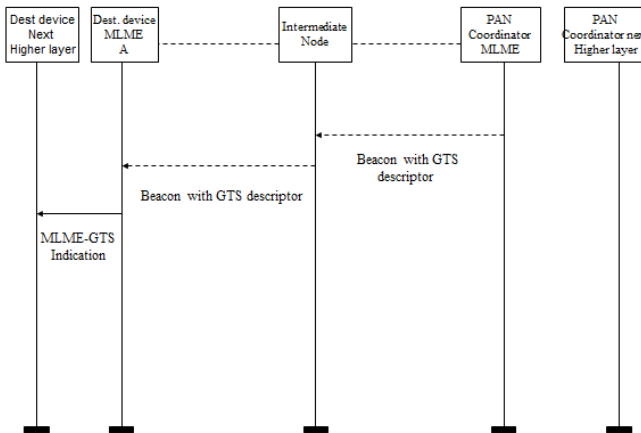 Dest device
Next
Higher layer
Dest. device
MLME
A
Intermediate
Node
PAN
Coordinator
MLME
PAN
Coordinator nex
Higher layer
Beacon with GTS
descriptor
Beacon with GTS descriptor
MLME-GTS
Indication